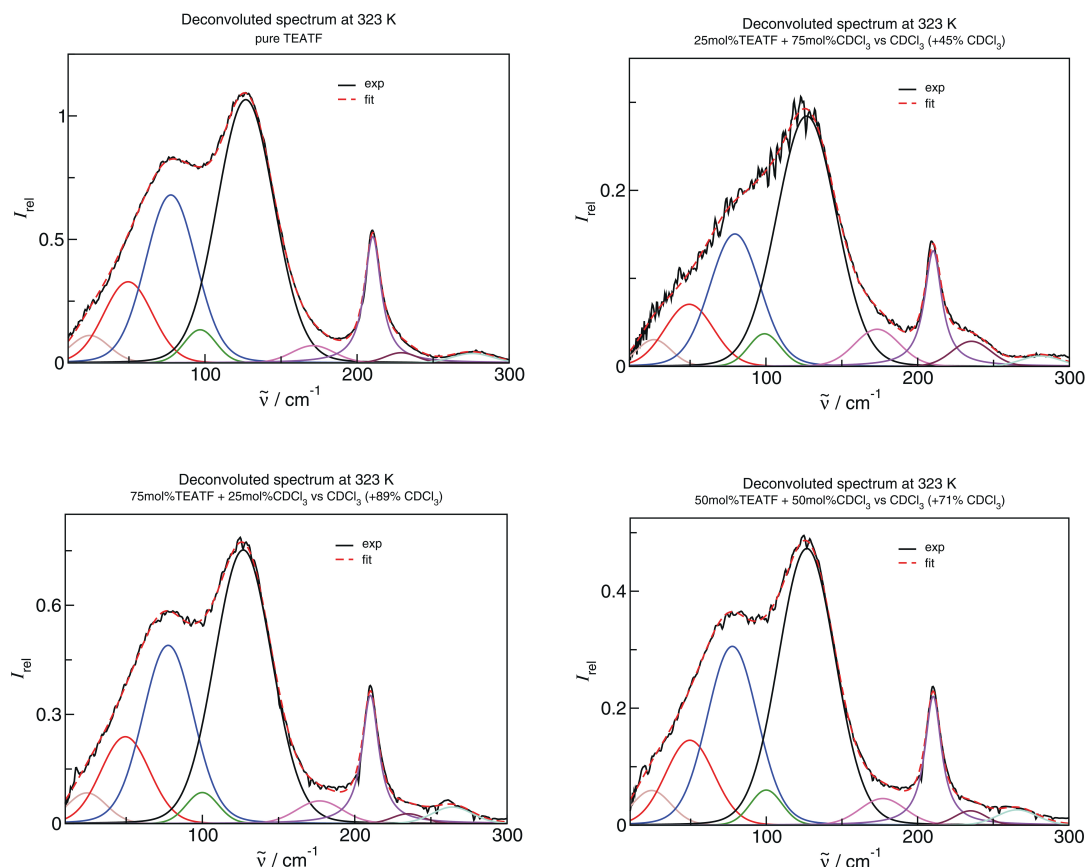 Deconvoluted spectrum at 323 K
pure TEATF
exp
fit
1
0.5
0
100
200
300
I_rel
ṽ / cm⁻¹
Deconvoluted spectrum at 323 K
25mol%TEATF + 75mol%CDCl₃ vs CDCl₃ (+45% CDCl₃)
exp
fit
0.2
0
100
200
300
I_rel
ṽ / cm⁻¹
Deconvoluted spectrum at 323 K
75mol%TEATF + 25mol%CDCl₃ vs CDCl₃ (+89% CDCl₃)
exp
fit
0.6
0.3
0
100
200
300
I_rel
ṽ / cm⁻¹
Deconvoluted spectrum at 323 K
50mol%TEATF + 50mol%CDCl₃ vs CDCl₃ (+71% CDCl₃)
exp
fit
0.4
0.2
0
100
200
300
I_rel
ṽ / cm⁻¹